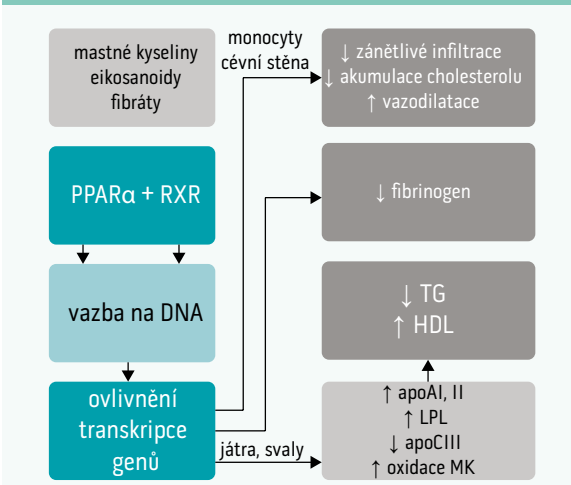 mastné kyseliny
eikosanoidy
fibráty
monocyty
cévní stěna
↓ zánětlivé infiltrace
↓ akumulace cholesterolu
↑ vazodilatace
PPARα + RXR
↓ fibrinogen
vazba na DNA
↓ TG
↑ HDL
ovlivnění
transkripce
genů
játra, svaly
↑ apoAI, II
↑ LPL
↓ apoCIII
↑ oxidace MK